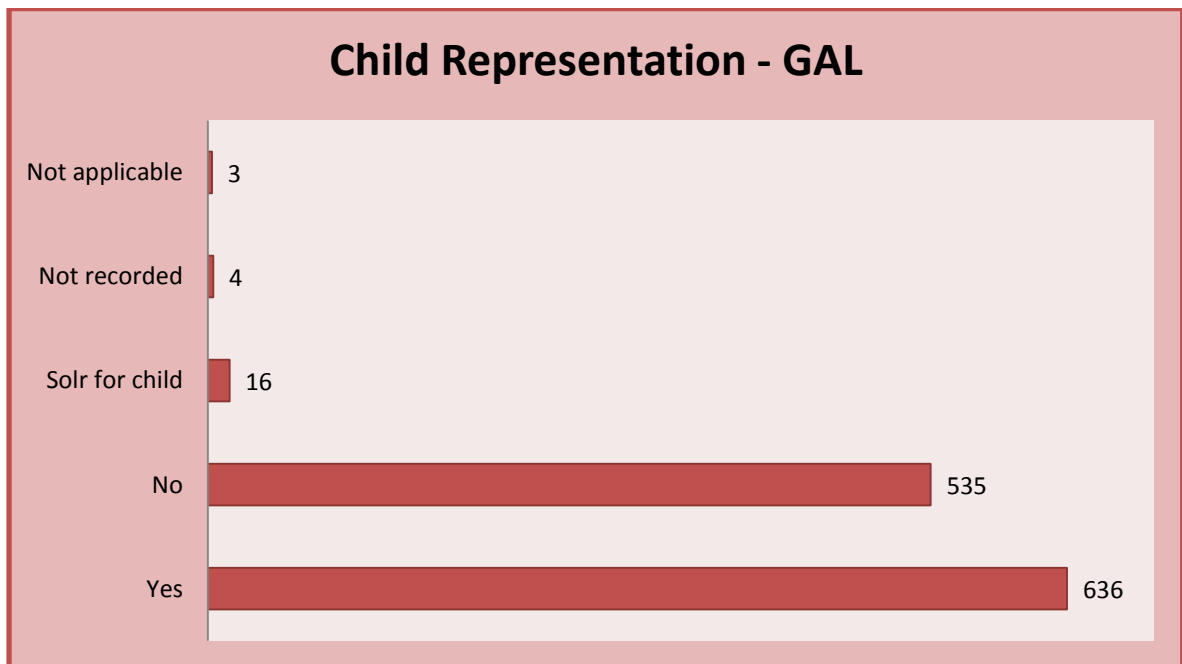 Child Representation - GAL
Not applicable 3
Not recorded 4
Solr for child 16
No 535
Yes 636